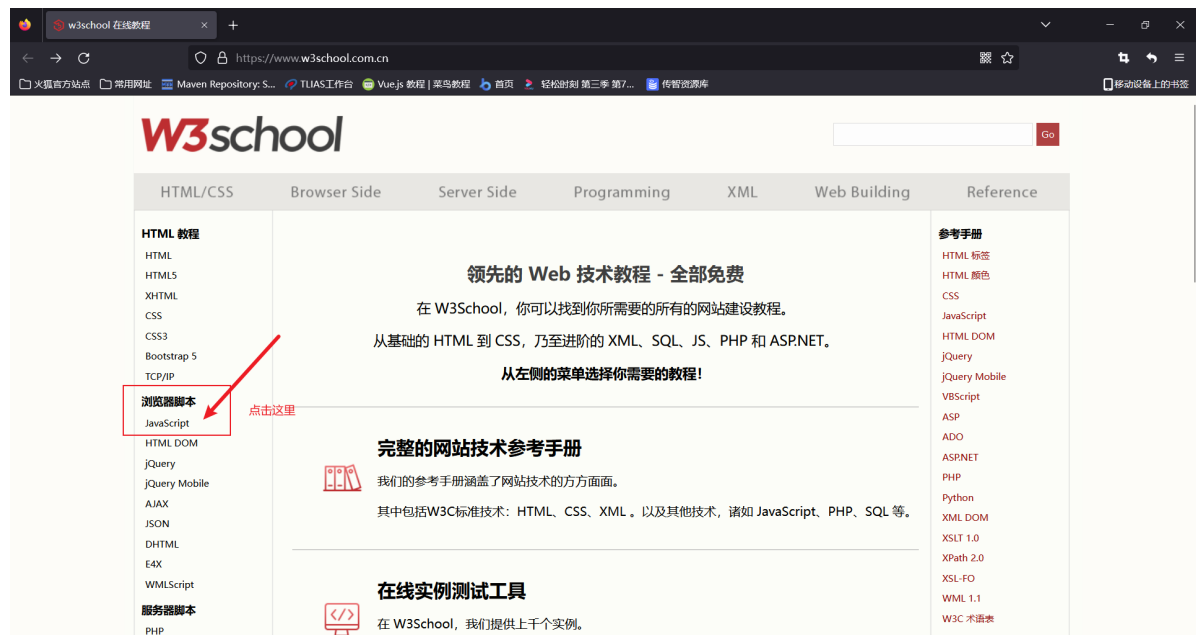 w3school 在线教程
https://www.w3school.com.cn
火狐官方站点 常用网址 Maven Repository: S... TLIAS工作台 Vue.js 教程 | 菜鸟教程 首页 轻松时刻 第三季 第7... 传智资源库 移动设备上的书签
W3school
Go
HTML/CSS Browser Side Server Side Programming XML Web Building Reference
HTML 教程
HTML
HTML5
XHTML
CSS
CSS3
Bootstrap 5
TCP/IP
浏览器脚本
JavaScript
HTML DOM
jQuery
jQuery Mobile
AJAX
JSON
DHTML
E4X
WMLScript
服务器脚本
PHP
点击这里
领先的 Web 技术教程 - 全部免费
在 W3School，你可以找到你所需要的所有的网站建设教程。
从基础的 HTML 到 CSS，乃至进阶的 XML、SQL、JS、PHP 和 ASP.NET。
从左侧的菜单选择你需要的教程！
完整的网站技术参考手册
我们的参考手册涵盖了网站技术的方方面面。
其中包括W3C标准技术：HTML、CSS、XML 。以及其他技术，诸如 JavaScript、PHP、SQL 等。
在线实例测试工具
在 W3School，我们提供上千个实例。
参考手册
HTML 标签
HTML 颜色
CSS
JavaScript
HTML DOM
jQuery
jQuery Mobile
VBScript
ASP
ADO
ASP.NET
PHP
Python
XML DOM
XSLT 1.0
XPath 2.0
XSL-FO
WML 1.1
W3C 术语表